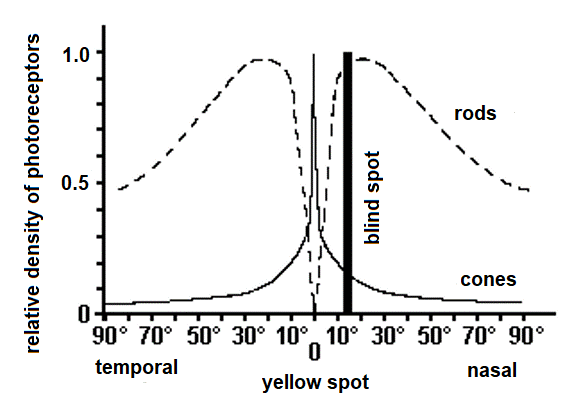 relative density of photoreceptors
1.0
0.5
0
rods
blind spot
cones
90° 70° 50° 30° 10° 0 10° 30° 50° 70° 90°
temporal
yellow spot
nasal